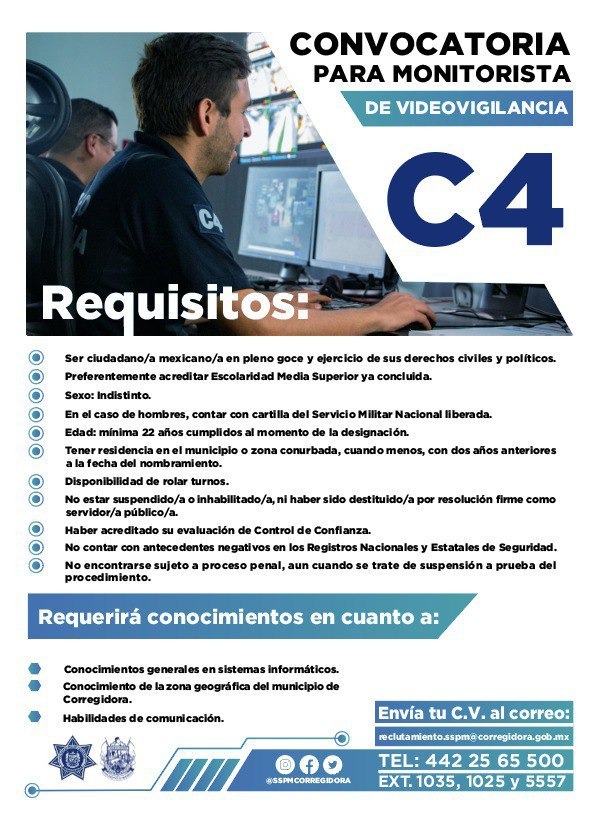 CONVOCATORIA
PARA MONITORISTA
DE VIDEOVIGILANCIA
C4
C4
Requisitos:
Ser ciudadano/a mexicano/a en pleno goce y ejercicio de sus derechos civiles y políticos.
Preferentemente acreditar Escolaridad Media Superior ya concluida.
Sexo: Indistinto.
En el caso de hombres, contar con cartilla del Servicio Militar Nacional liberada.
Edad: mínima 22 años cumplidos al momento de la designación.
Tener residencia en el municipio o zona conurbada, cuando menos, con dos años anteriores
a la fecha del nombramiento.
Disponibilidad de rolar turnos.
No estar suspendido/a o inhabilitado/a, ni haber sido destituido/a por resolución firme como
servidor/a público/a.
Haber acreditado su evaluación de Control de Confianza.
No contar con antecedentes negativos en los Registros Nacionales y Estatales de Seguridad.
No encontrarse sujeto a proceso penal, aun cuando se trate de suspensión a prueba del
procedimiento.
Requerirá conocimientos en cuanto a:
Conocimientos generales en sistemas informáticos.
Conocimiento de la zona geográfica del municipio de
Corregidora.
Habilidades de comunicación.
Envía tu C.V. al correo:
reclutamiento.sspm@corregidora.gob.mx
TEL: 442 25 65 500
EXT. 1035, 1025 y 5557
@SSPMCORREGIDORA